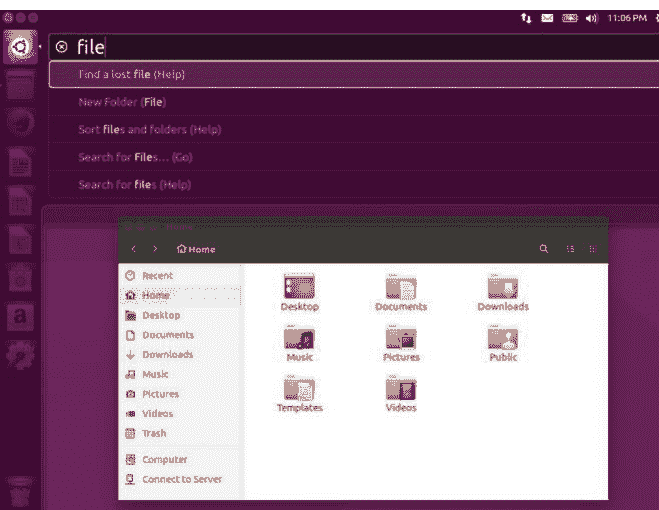 11:06 PM
file
Find a lost file (Help)
New Folder (File)
Sort files and folders (Help)
Search for Files... (Go)
Search for files (Help)
Home
Recent
Home
Desktop
Documents
Downloads
Music
Pictures
Videos
Trash
Computer
Connect to Server
Desktop
Documents
Downloads
Music
Pictures
Public
Templates
Videos
a